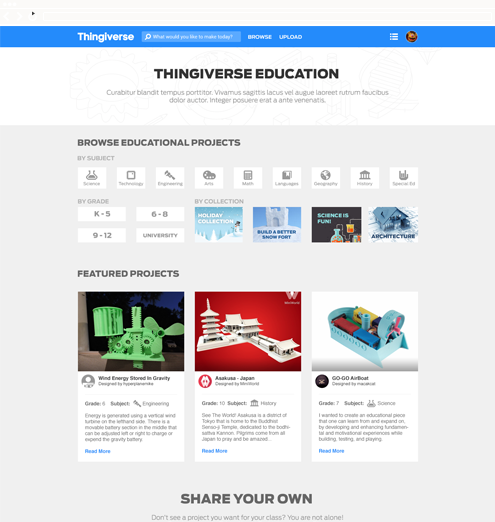 Thingiverse
What would you like to make today?
BROWSE
UPLOAD
THINGIVERSE EDUCATION
Curabitur blandit tempus porttitor. Vivamus sagittis lacus vel augue laoreet rutrum faucibus
dolor auctor. Integer posuere erat a ante venenatis.
BROWSE EDUCATIONAL PROJECTS
BY SUBJECT
Science
Technology
Engineering
Arts
Math
Languages
Geography
History
Special Ed
BY GRADE
K - 5
6 - 8
9 - 12
UNIVERSITY
BY COLLECTION
HOLIDAY
COLLECTION
BUILD A BETTER
SNOW FORT
SCIENCE IS
FUN!
ARCHITECTURE
FEATURED PROJECTS
Wind Energy Stored In Gravity
Designed by hyperplanemike
Grade: 6 Subject: Engineering
Energy is generated using a vertical wind
turbine on the lefthand side. There is a
movable battery section in the middle that
can be adjusted left or right to charge or
expend the gravity battery.
Read More
MiniWorld
Asakusa - Japan
Designed by MiniWorld
Grade: 10 Subject: History
See The World! Asakusa is a district of
Tokyo that is home to the Buddhist
Senso-ji Temple, dedicated to the bodhi-
sattva Kannon. Pilgrims come from all
Japan to pray and be amazed
Read More
GO-GO AirBoat
Designed by macakcat
Grade: 7 Subject: Science
I wanted to create an educational piece
that one can learn from and expand on,
by developing and enhancing fundamen-
tal and motivational experiences while
building, testing, and playing.
Read More
SHARE YOUR OWN
Don't see a project you want for your class? You are not alone!